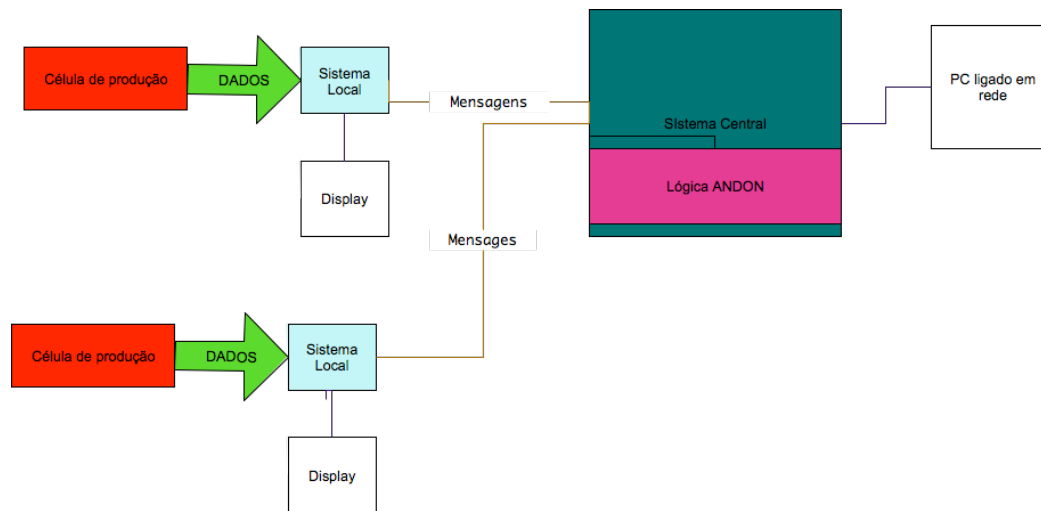 Célula de produção
DADOS
Sistema
Local
Mensagens
SIstema Central
PC ligado em
rede
Lógica ANDON
Display
Mensages
Célula de produção
DADOS
Sistema
Local
Display